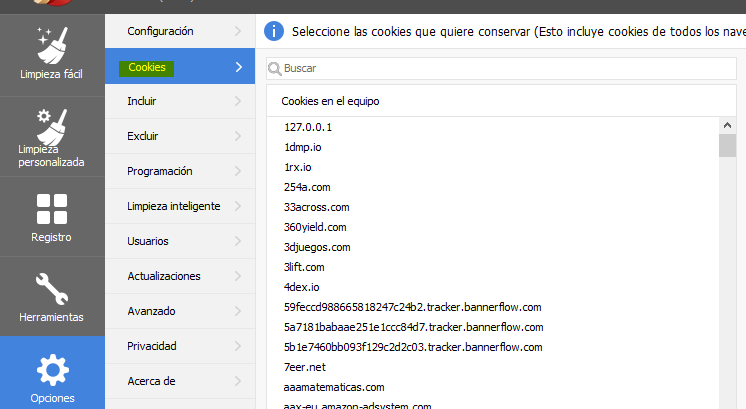 Limpieza fácil
Limpieza
personalizada
Registro
Herramientas
Opciones
Configuración
Cookies
Incluir
Excluir
Programación
Limpieza inteligente
Usuarios
Actualizaciones
Avanzado
Privacidad
Acerca de
Seleccione las cookies que quiere conservar (Esto incluye cookies de todos los nave
Buscar
Cookies en el equipo
127.0.0.1
1dmp.io
1rx.io
254a.com
33across.com
360yield.com
3djuegos.com
3lift.com
4dex.io
59feccd988665818247c24b2.tracker.bannerflow.com
5a7181babaae251e1ccc84d7.tracker.bannerflow.com
5b1e7460bb093f129c2d2c03.tracker.bannerflow.com
7eer.net
aaamatematicas.com
aax-eu.amazon-adsystem.com